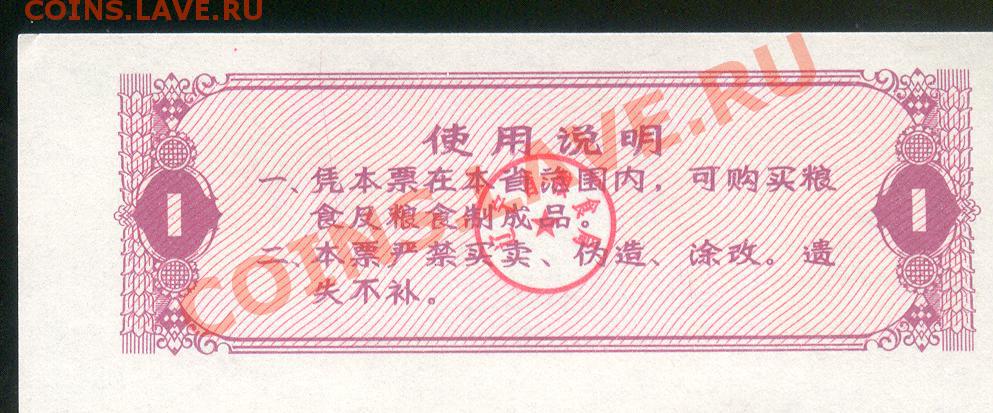 COINS.LAVE.RU
使用说明
一、凭本票在本省范围内，可购买粮
食及粮食制成品。
二、本票严禁买卖、伪造、涂改。遗
失不补。
1
1
COINS.LAVE.RU